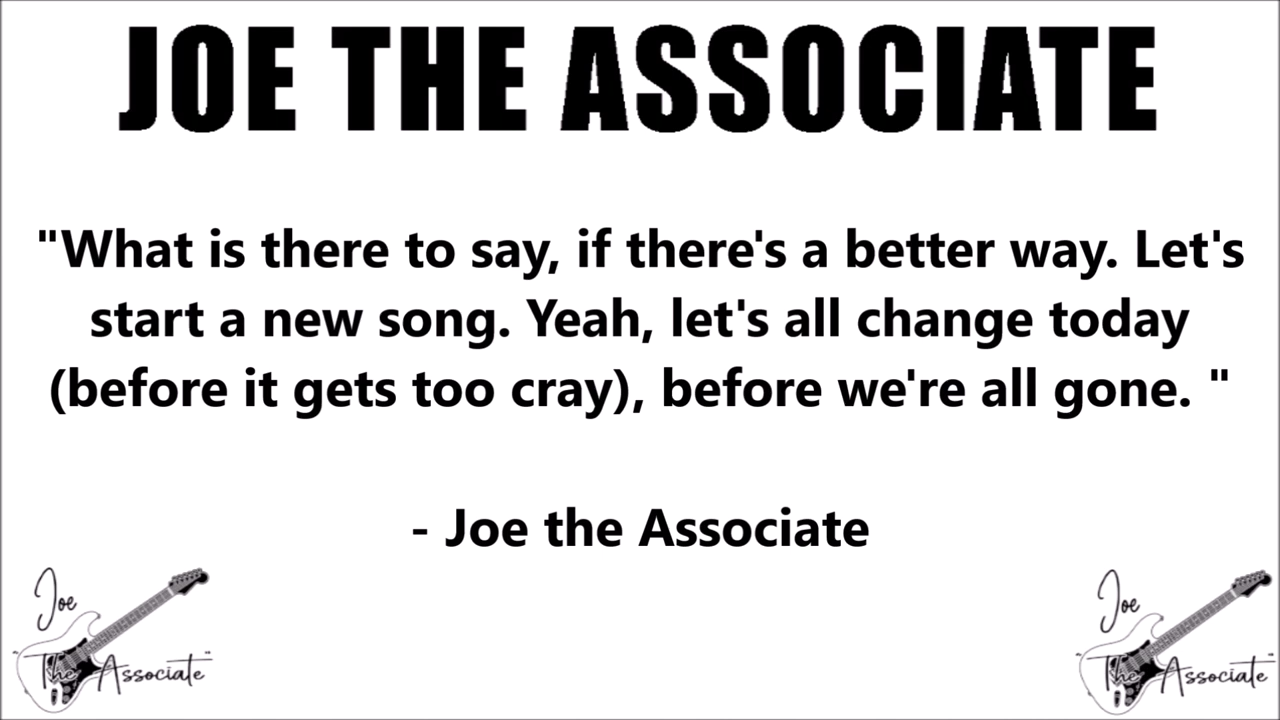 JOE THE ASSOCIATE
"What is there to say, if there's a better way. Let's
start a new song. Yeah, let's all change today
(before it gets too cray), before we're all gone. "
- Joe the Associate
Joe
"The Associate"
Joe
"The Associate"